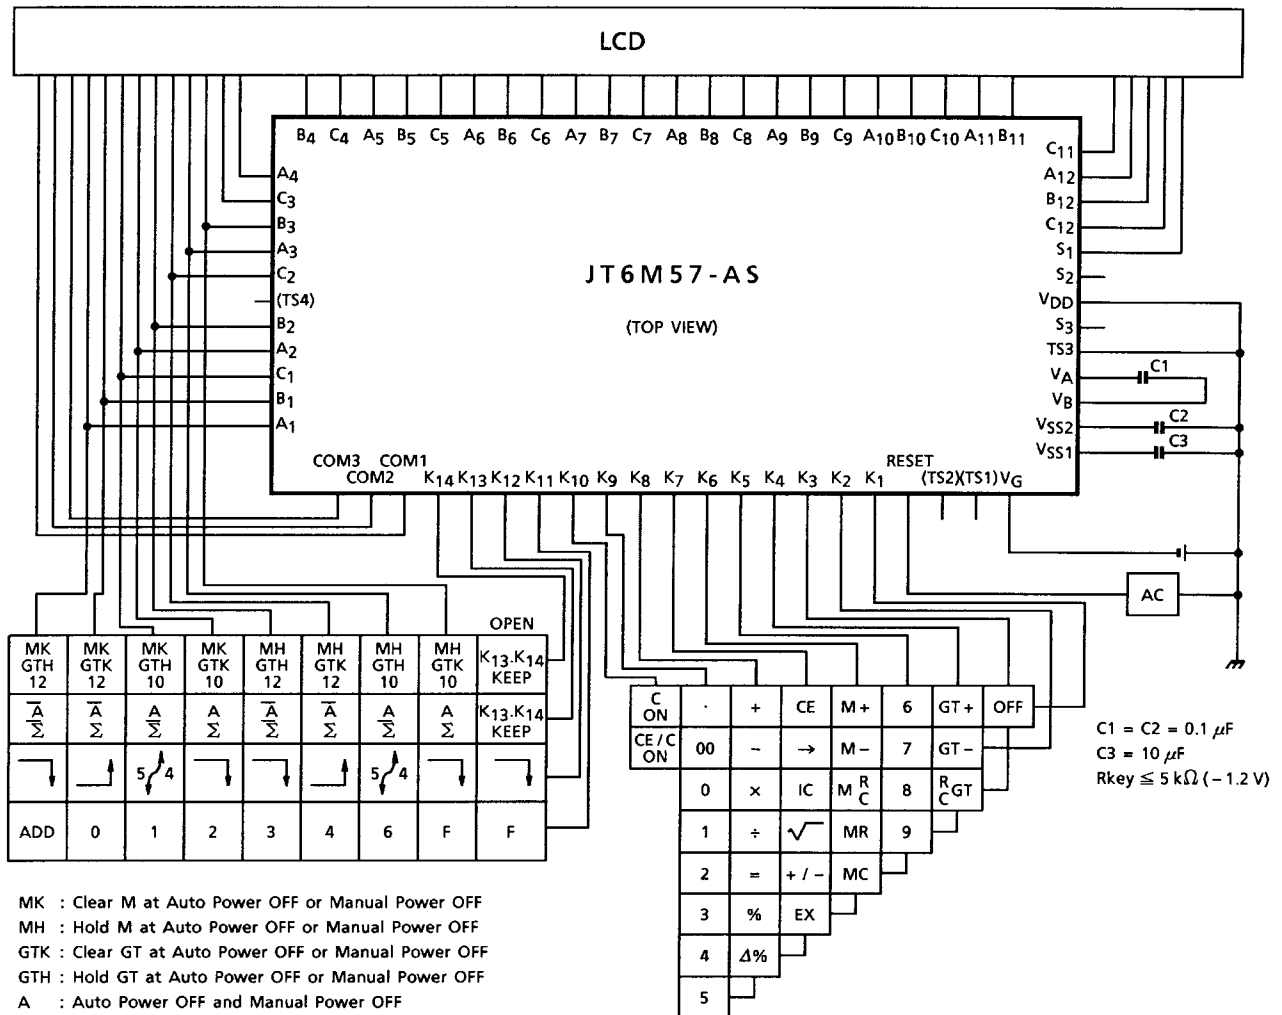 LCD
B4 C4 A5 B5 C5 A6 B6 C6 A7 B7 C7 A8 B8 C8 A9 B9 C9 A10 B10 C10 A11 B11
A4
C3
B3
A3
C2
(TS4)
B2
A2
C1
B1
A1
C11
A12
B12
C12
S1
S2
VDD
S3
TS3
VA
VB
VSS2
VSS1
C1
C2
C3
JT6M57-AS
(TOP VIEW)
COM3 COM1
COM2
K14 K13 K12 K11 K10 K9 K8 K7 K6 K5 K4 K3 K2 K1
RESET
(TS2)(TS1) VG
AC
OPEN
MK GTH 12
MK GTK 12
MK GTH 10
MK GTK 10
MH GTH 12
MH GTK 12
MH GTH 10
MH GTK 10
K13·K14 KEEP
A̅ Σ
A̅ Σ
A Σ
A Σ
A̅ Σ
A̅ Σ
A Σ
A Σ
K13·K14 KEEP
5 4
5 4
ADD 0 1 2 3 4 6 F F
C ON · + CE M+ 6 GT+ OFF
CE/C ON 00 − → M− 7 GT−
0 × IC M R C 8 R C GT
1 ÷ √ MR 9
2 = +/− MC
3 % EX
4 Δ%
5
C1 = C2 = 0.1 μF
C3 = 10 μF
Rkey ≦ 5 kΩ (−1.2 V)
MK : Clear M at Auto Power OFF or Manual Power OFF
MH : Hold M at Auto Power OFF or Manual Power OFF
GTK : Clear GT at Auto Power OFF or Manual Power OFF
GTH : Hold GT at Auto Power OFF or Manual Power OFF
A : Auto Power OFF and Manual Power OFF